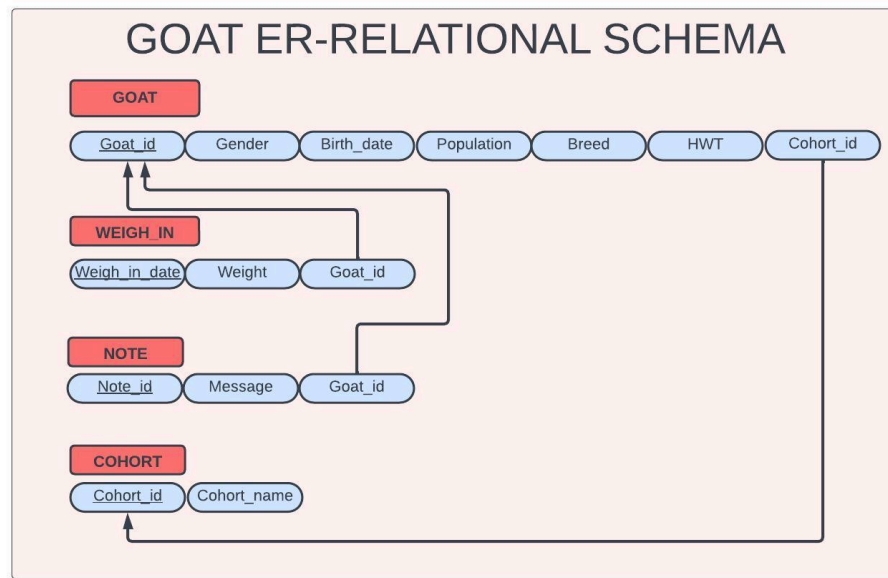 GOAT ER-RELATIONAL SCHEMA
GOAT
Goat_id Gender Birth_date Population Breed HWT Cohort_id
WEIGH_IN
Weigh_in_date Weight Goat_id
NOTE
Note_id Message Goat_id
COHORT
Cohort_id Cohort_name